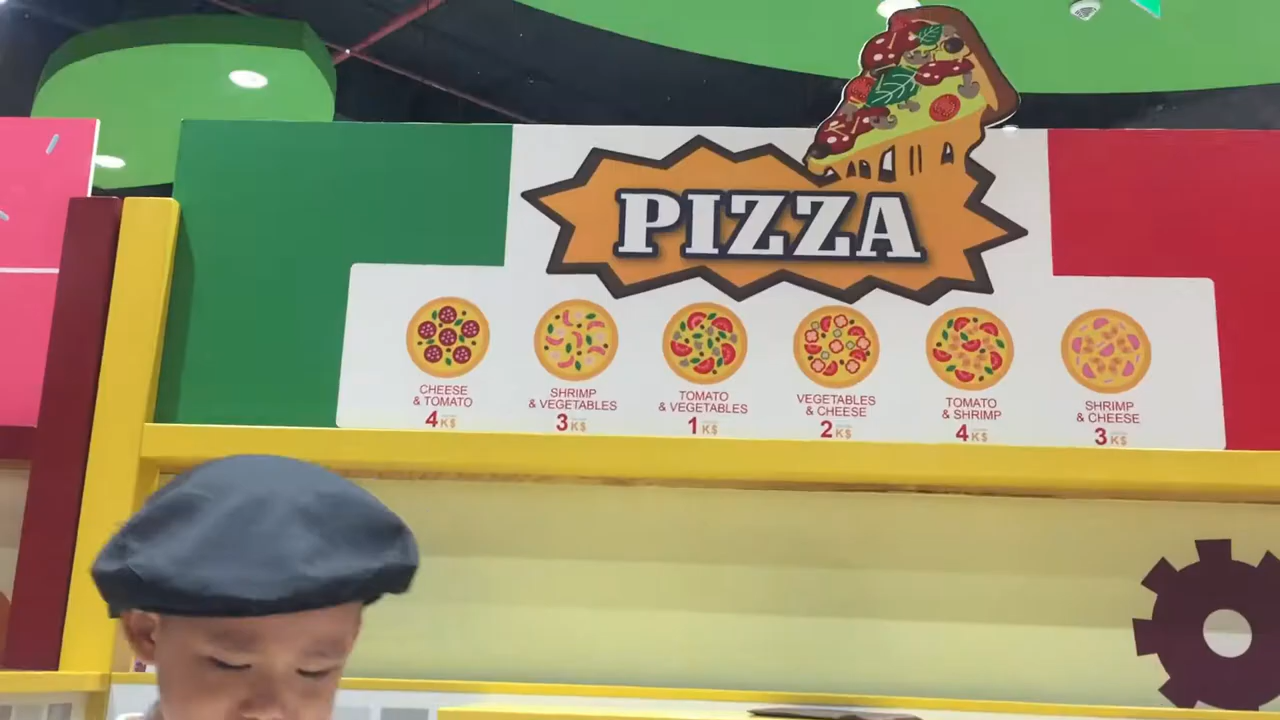 PIZZA
CHEESE
& TOMATO
4 K$
SHRIMP
& VEGETABLES
3 K$
TOMATO
& VEGETABLES
1 K$
VEGETABLES
& CHEESE
2 K$
TOMATO
& SHRIMP
4 K$
SHRIMP
& CHEESE
3 K$